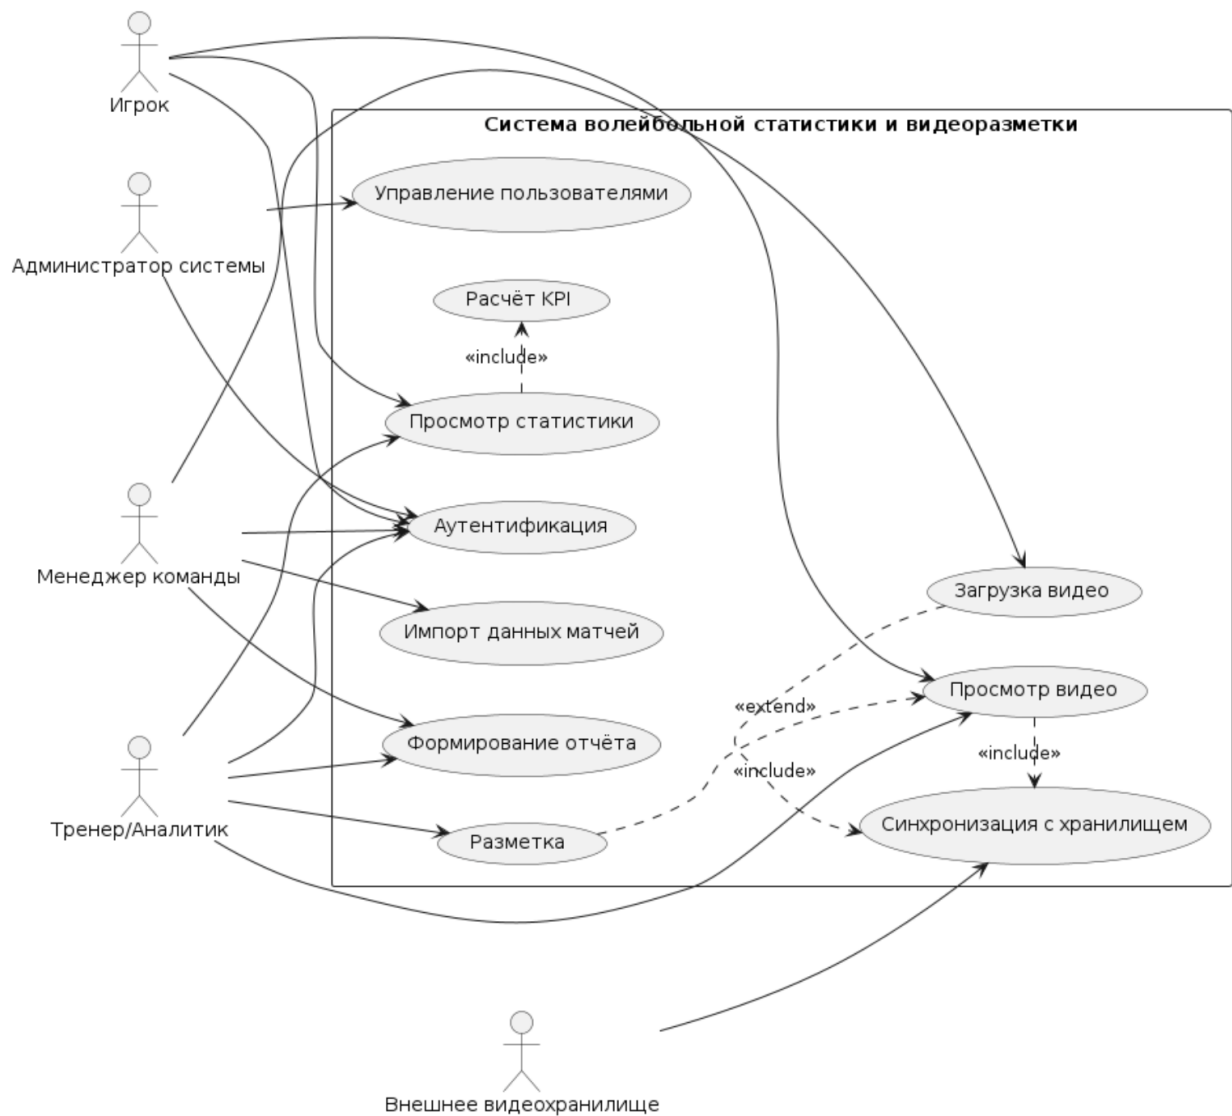 Игрок
Система волейбольной статистики и видеоразметки
Управление пользователями
Администратор системы
Расчёт KPI
«include»
Просмотр статистики
Аутентификация
Менеджер команды
Загрузка видео
Импорт данных матчей
Просмотр видео
«extend»
Формирование отчёта
«include»
«include»
Тренер/Аналитик
Синхронизация с хранилищем
Разметка
Внешнее видеохранилище